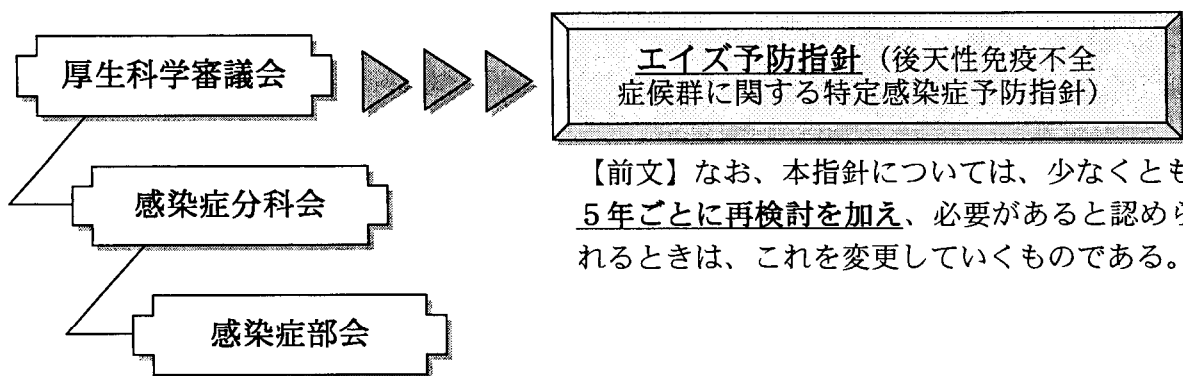 厚生科学審議会
エイズ予防指針（後天性免疫不全
症候群に関する特定感染症予防指針）
【前文】なお、本指針については、少なくとも
５年ごとに再検討を加え、必要があると認めら
れるときは、これを変更していくものである。
感染症分科会
感染症部会